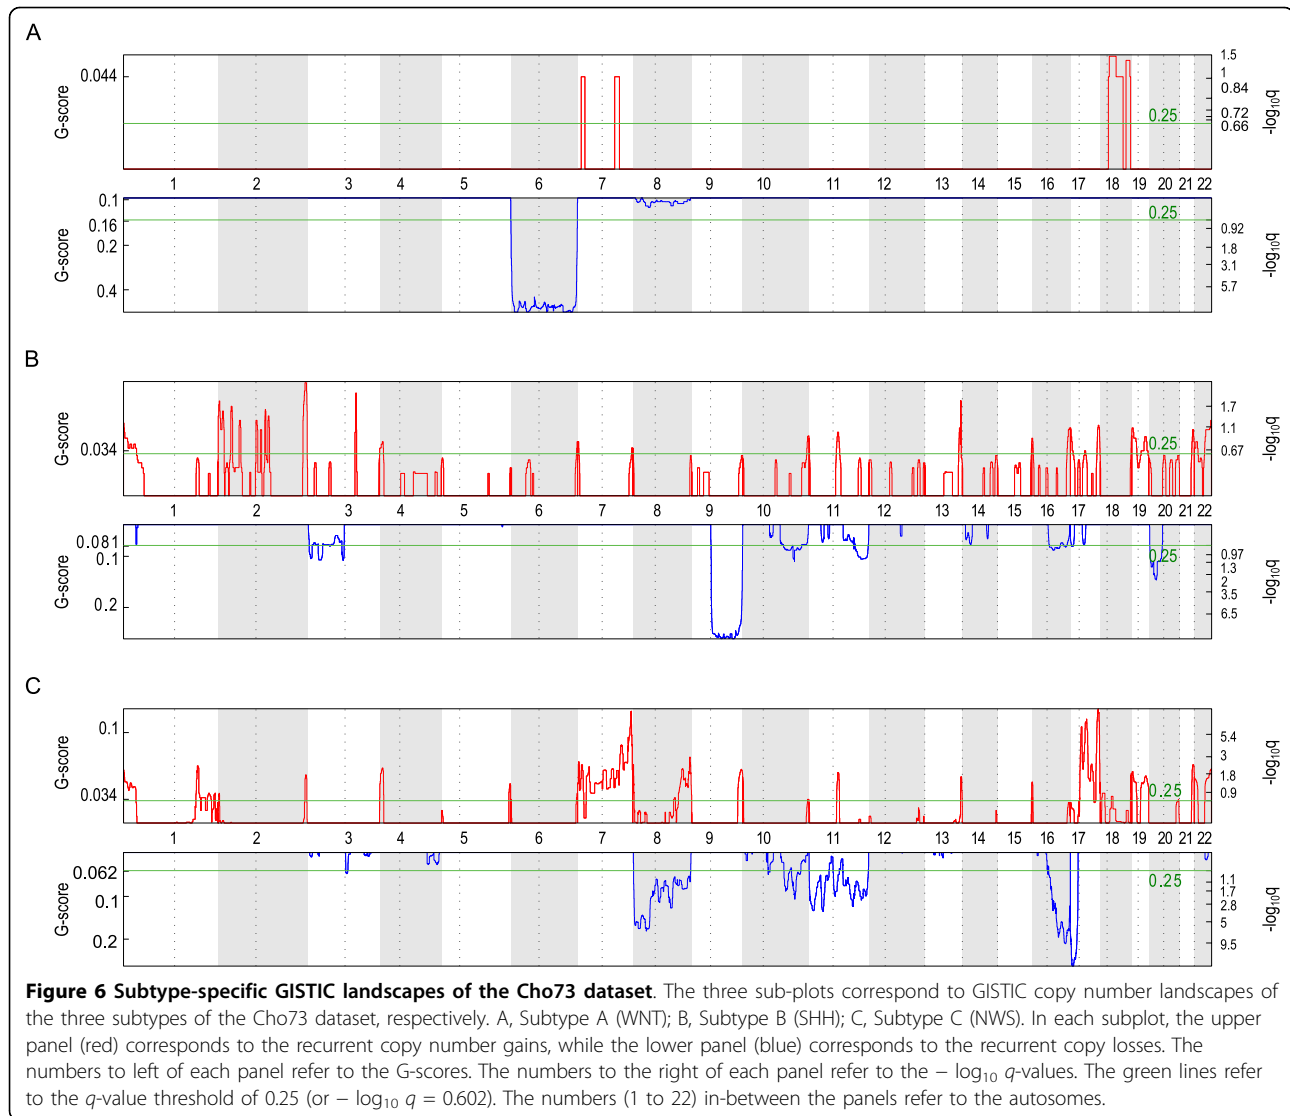 A
0.044
G-score
1.5
1
0.84
0.72
0.66
-log10q
0.25
1 2 3 4 5 6 7 8 9 10 11 12 13 14 15 16 17 18 19 20 21 22
0.1
0.16
0.2
0.4
G-score
0.25
0.92
1.8
3.1
5.7
-log10q
B
0.034
G-score
1.7
1.1
0.67
-log10q
0.25
1 2 3 4 5 6 7 8 9 10 11 12 13 14 15 16 17 18 19 20 21 22
0.081
0.1
0.2
G-score
0.25
0.97
1.3
2
3.5
6.5
-log10q
C
0.1
0.034
G-score
5.4
3
1.8
0.9
-log10q
0.25
1 2 3 4 5 6 7 8 9 10 11 12 13 14 15 16 17 18 19 20 21 22
0.062
0.1
0.2
G-score
0.25
1.1
1.7
2.8
5
9.5
-log10q
Figure 6 Subtype-specific GISTIC landscapes of the Cho73 dataset. The three sub-plots correspond to GISTIC copy number landscapes of
the three subtypes of the Cho73 dataset, respectively. A, Subtype A (WNT); B, Subtype B (SHH); C, Subtype C (NWS). In each subplot, the upper
panel (red) corresponds to the recurrent copy number gains, while the lower panel (blue) corresponds to the recurrent copy losses. The
numbers to left of each panel refer to the G-scores. The numbers to the right of each panel refer to the − log10 q-values. The green lines refer
to the q-value threshold of 0.25 (or − log10 q = 0.602). The numbers (1 to 22) in-between the panels refer to the autosomes.